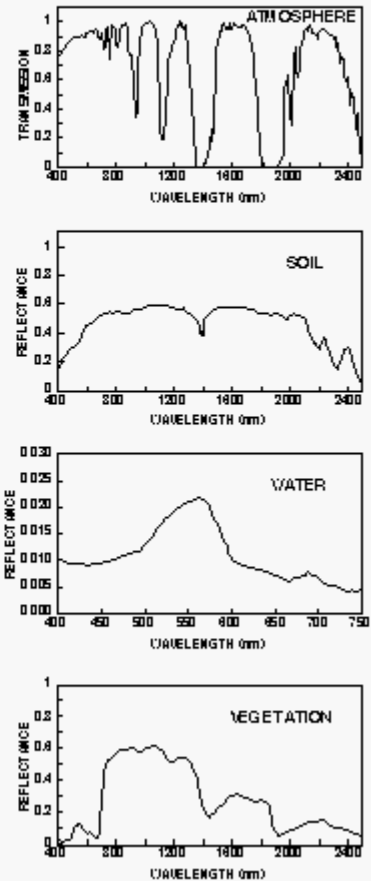 ATMOSPHERE
TRANSMISSION
1
0.8
0.6
0.4
0.2
0
400 800 1200 1600 2000 2400
WAVELENGTH (nm)
SOIL
REFLECTANCE
1
0.8
0.6
0.4
0.2
0
400 800 1200 1600 2000 2400
WAVELENGTH (nm)
WATER
REFLECTANCE
0.030
0.025
0.020
0.015
0.010
0.005
0.000
400 450 500 550 600 650 700 750
WAVELENGTH (nm)
VEGETATION
REFLECTANCE
1
0.8
0.6
0.4
0.2
0
400 800 1200 1600 2000 2400
WAVELENGTH (nm)